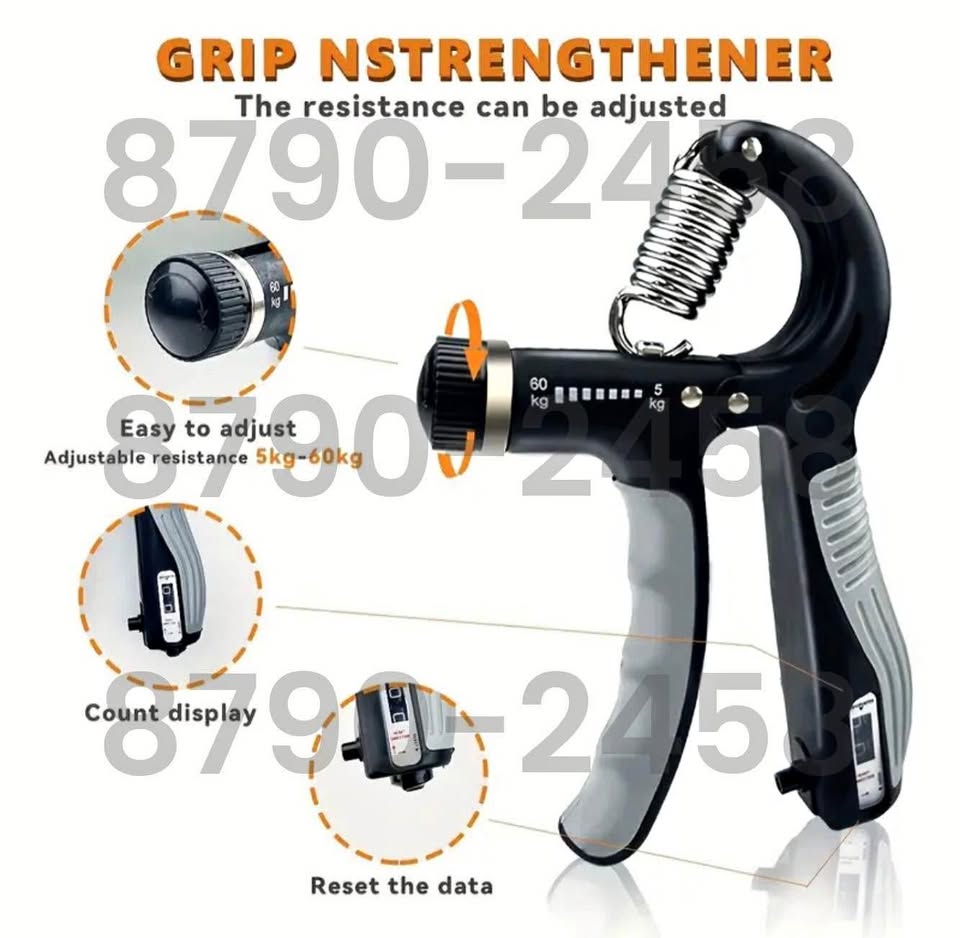 GRIP NSTRENGTHENER
The resistance can be adjusted
8790-2458
60
kg
60
kg
5
kg
8790-2458
Easy to adjust
Adjustable resistance 5kg-60kg
8790-2458
Count display
Reset the data